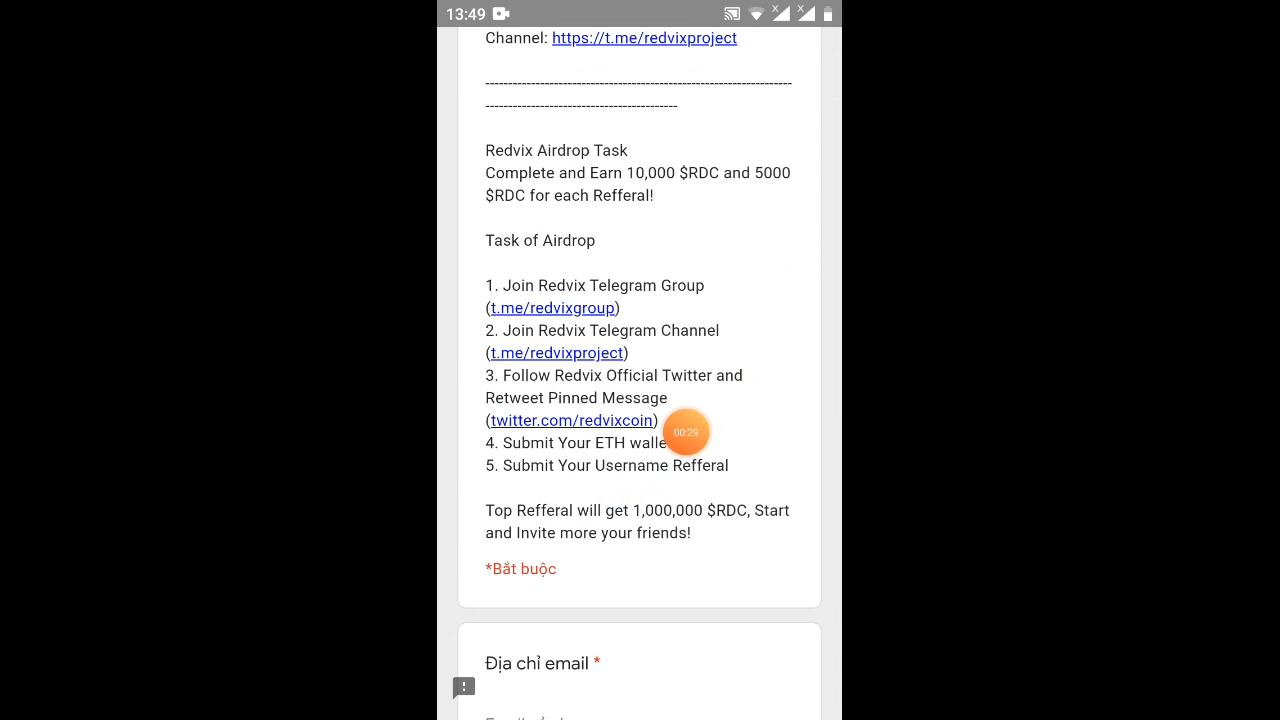 13:49
Channel: https://t.me/redvixproject
------------------------------------------------------------------
-----------------------------------------
Redvix Airdrop Task
Complete and Earn 10,000 $RDC and 5000
$RDC for each Refferal!
Task of Airdrop
1. Join Redvix Telegram Group
(t.me/redvixgroup)
2. Join Redvix Telegram Channel
(t.me/redvixproject)
3. Follow Redvix Official Twitter and
Retweet Pinned Message
(twitter.com/redvixcoin)
4. Submit Your ETH
00:29
5. Submit Your Username Refferal
Top Refferal will get 1,000,000 $RDC, Start
and Invite more your friends!
*Bắt buộc
Địa chỉ email *